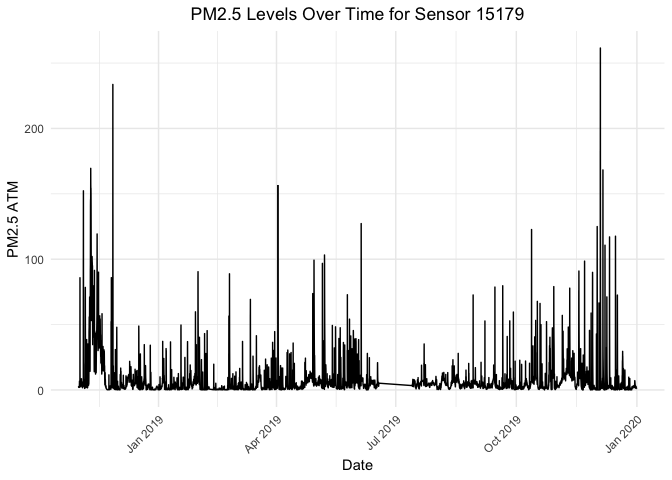 PM2.5 Levels Over Time for Sensor 15179
PM2.5 ATM
200
100
0
Jan 2019
Apr 2019
Jul 2019
Oct 2019
Jan 2020
Date